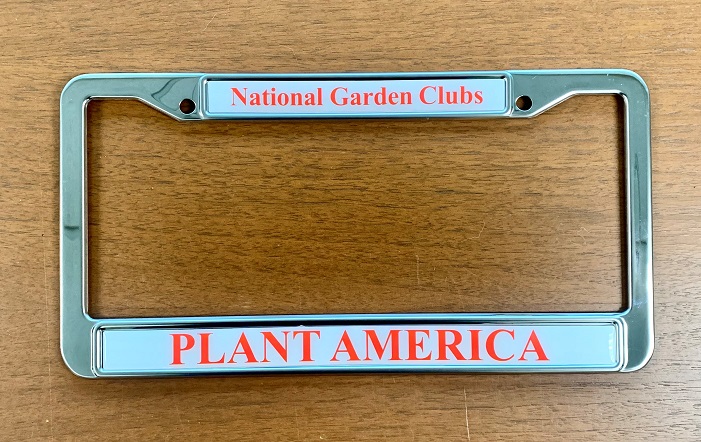 National Garden Clubs
PLANT AMERICA